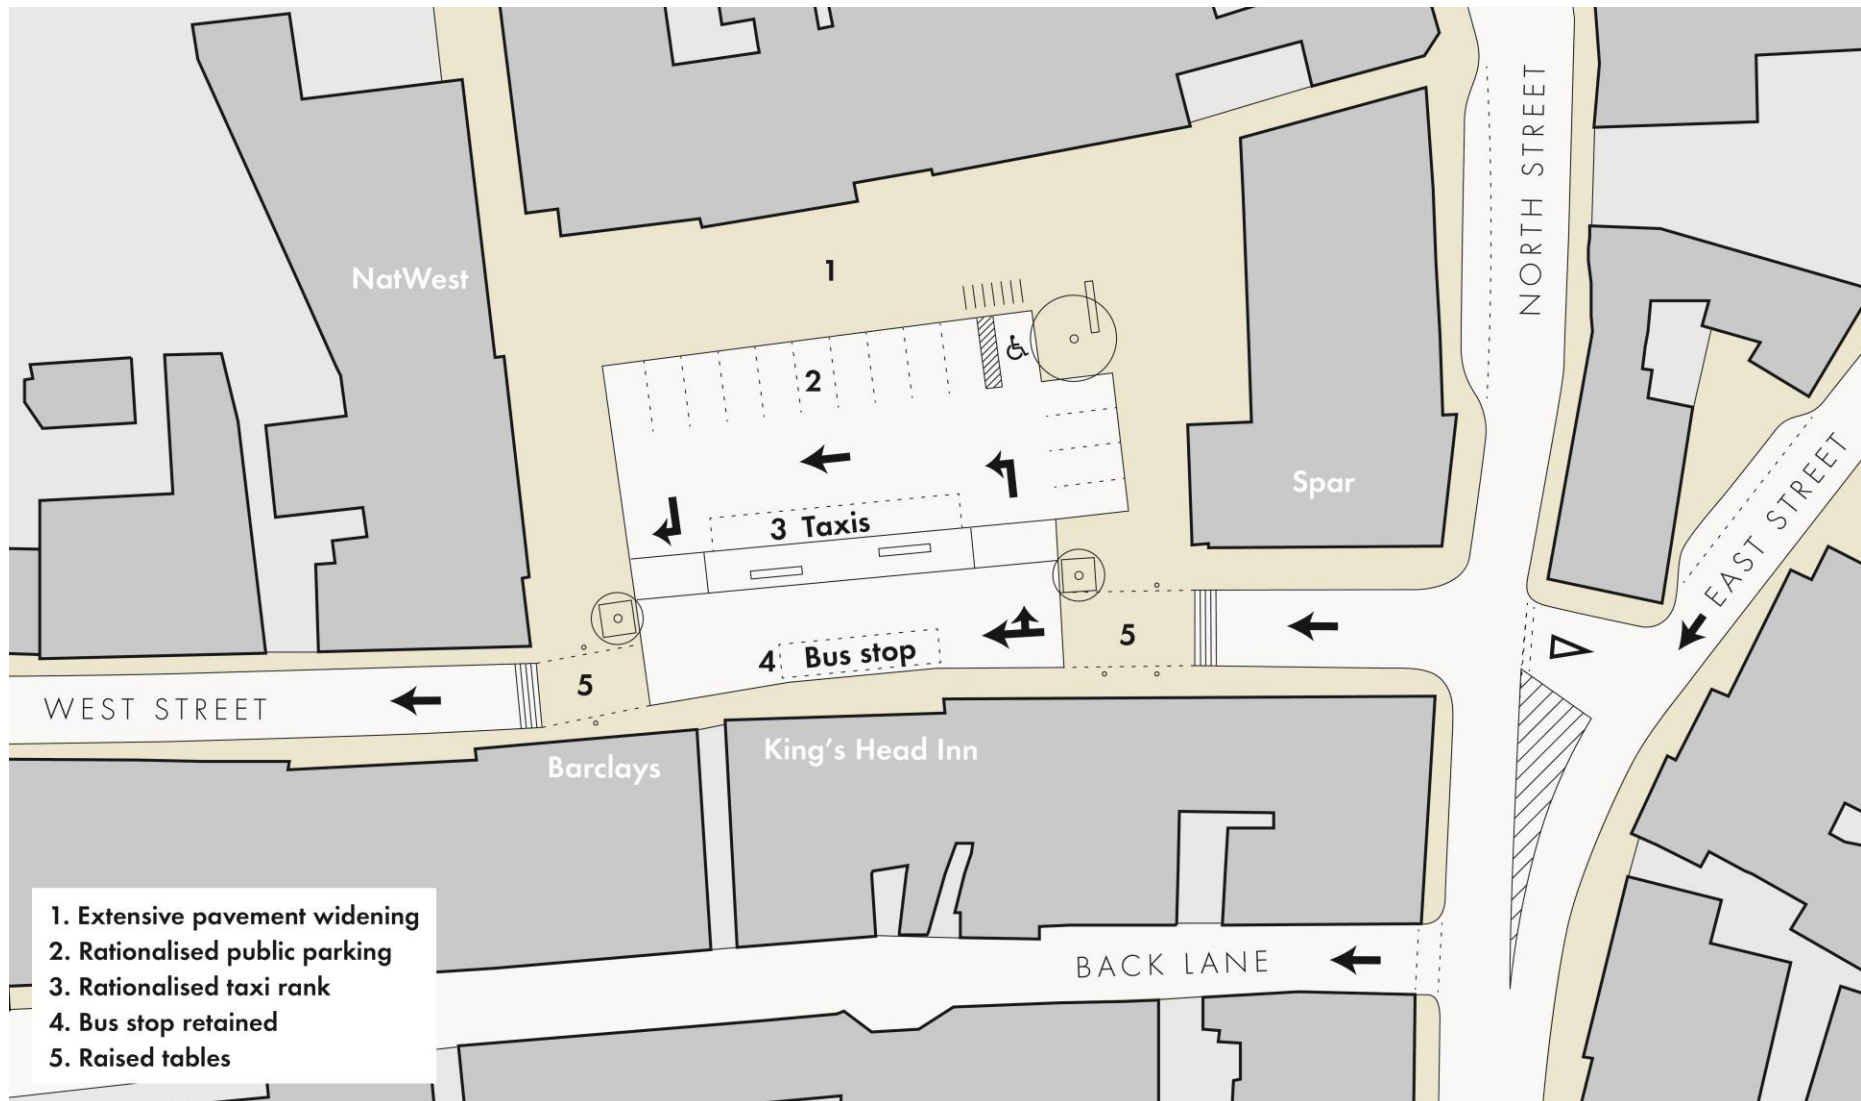 NORTH STREET
NatWest
1
2
Spar
3 Taxis
EAST STREET
5
4 Bus stop
5
WEST STREET
King's Head Inn
Barclays
BACK LANE
1. Extensive pavement widening
2. Rationalised public parking
3. Rationalised taxi rank
4. Bus stop retained
5. Raised tables